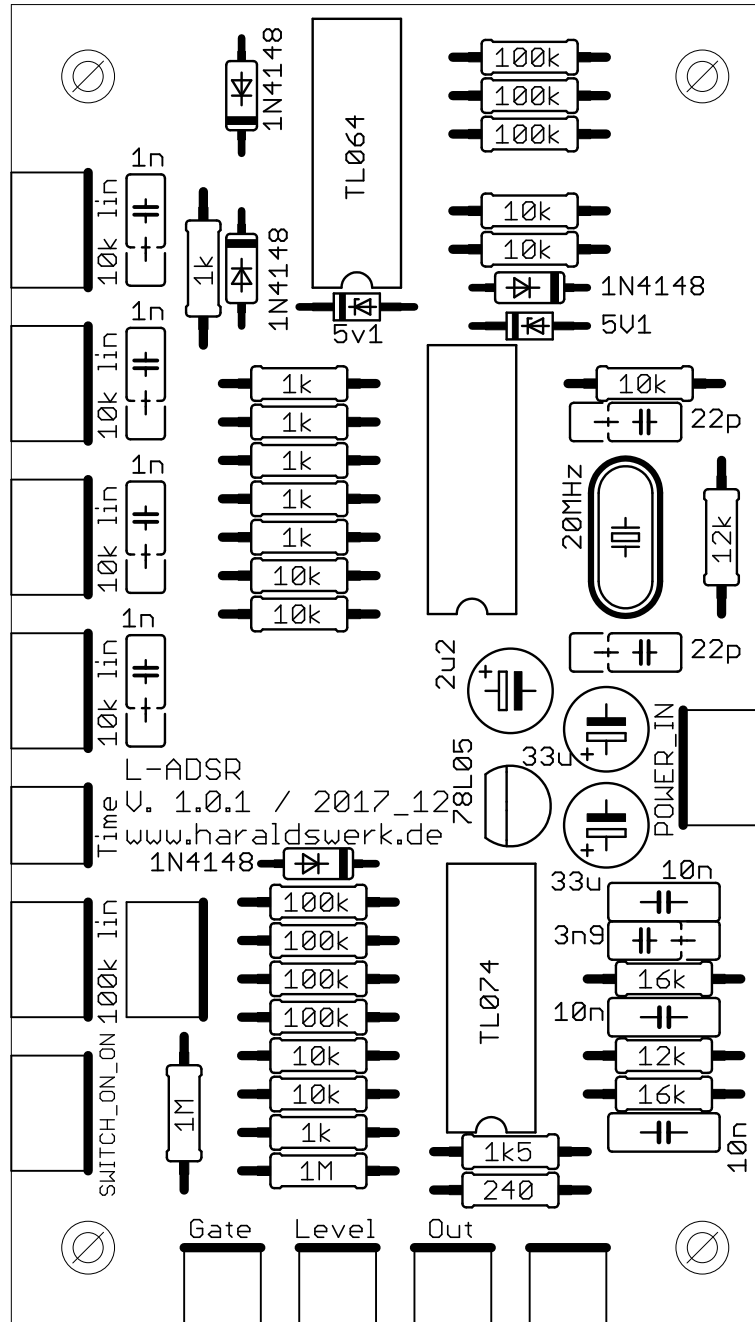 1N4148
TL064
100k
100k
100k
1n
10k lin
1k
1N4148
10k
10k
1N4148
5v1
5V1
1n
10k lin
1k
1k
1k
1k
1k
10k
10k
10k
22p
1n
10k lin
20MHz
12k
1n
10k lin
2u2
22p
33u
POWER_IN
78L05
L-ADSR
V. 1.0.1 / 2017_12
www.haraldswerk.de
Time
1N4148
33u
10n
100k lin
100k
100k
100k
100k
10k
10k
1k
1M
TL074
3n9
16k
10n
12k
16k
10n
SWITCH_ON_ON
1M
1k5
240
Gate Level Out